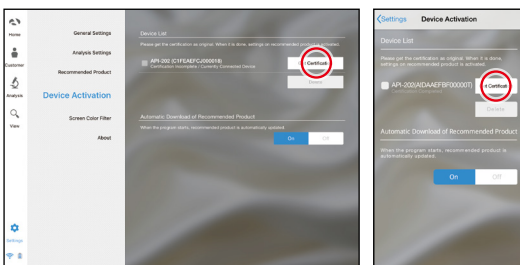 Home
Customer
Analysis
View
Settings
General Settings
Analysis Settings
Recommended Product
Device Activation
Screen Color Filter
About
Device List
Please get the certification as original. When it is done, settings on recommended product is activated.
API-202 (C1FEAEFCJ000018)
Certification Incomplete / Currently Connected Device
Certificati
Delete
Automatic Download of Recommended Product
When the program starts, recommended product is automatically updated.
On
Off
Settings
Device Activation
Device List
Please get the certification as original. When it is done, settings on recommended product is activated.
API-202(AIDAAEFBF00000T)
t Certificati
Delete
Automatic Download of Recommended Product
When the program starts, recommended product is
automatically updated.
On
Off